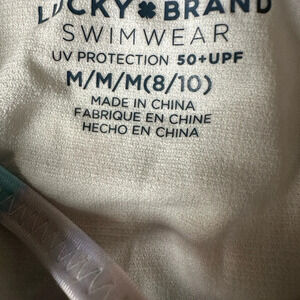 LUCKY BRAND
SWIMWEAR
UV PROTECTION 50+UPF
M/M/M(8/10)
MADE IN CHINA
FABRIQUE EN CHINE
HECHO EN CHINA